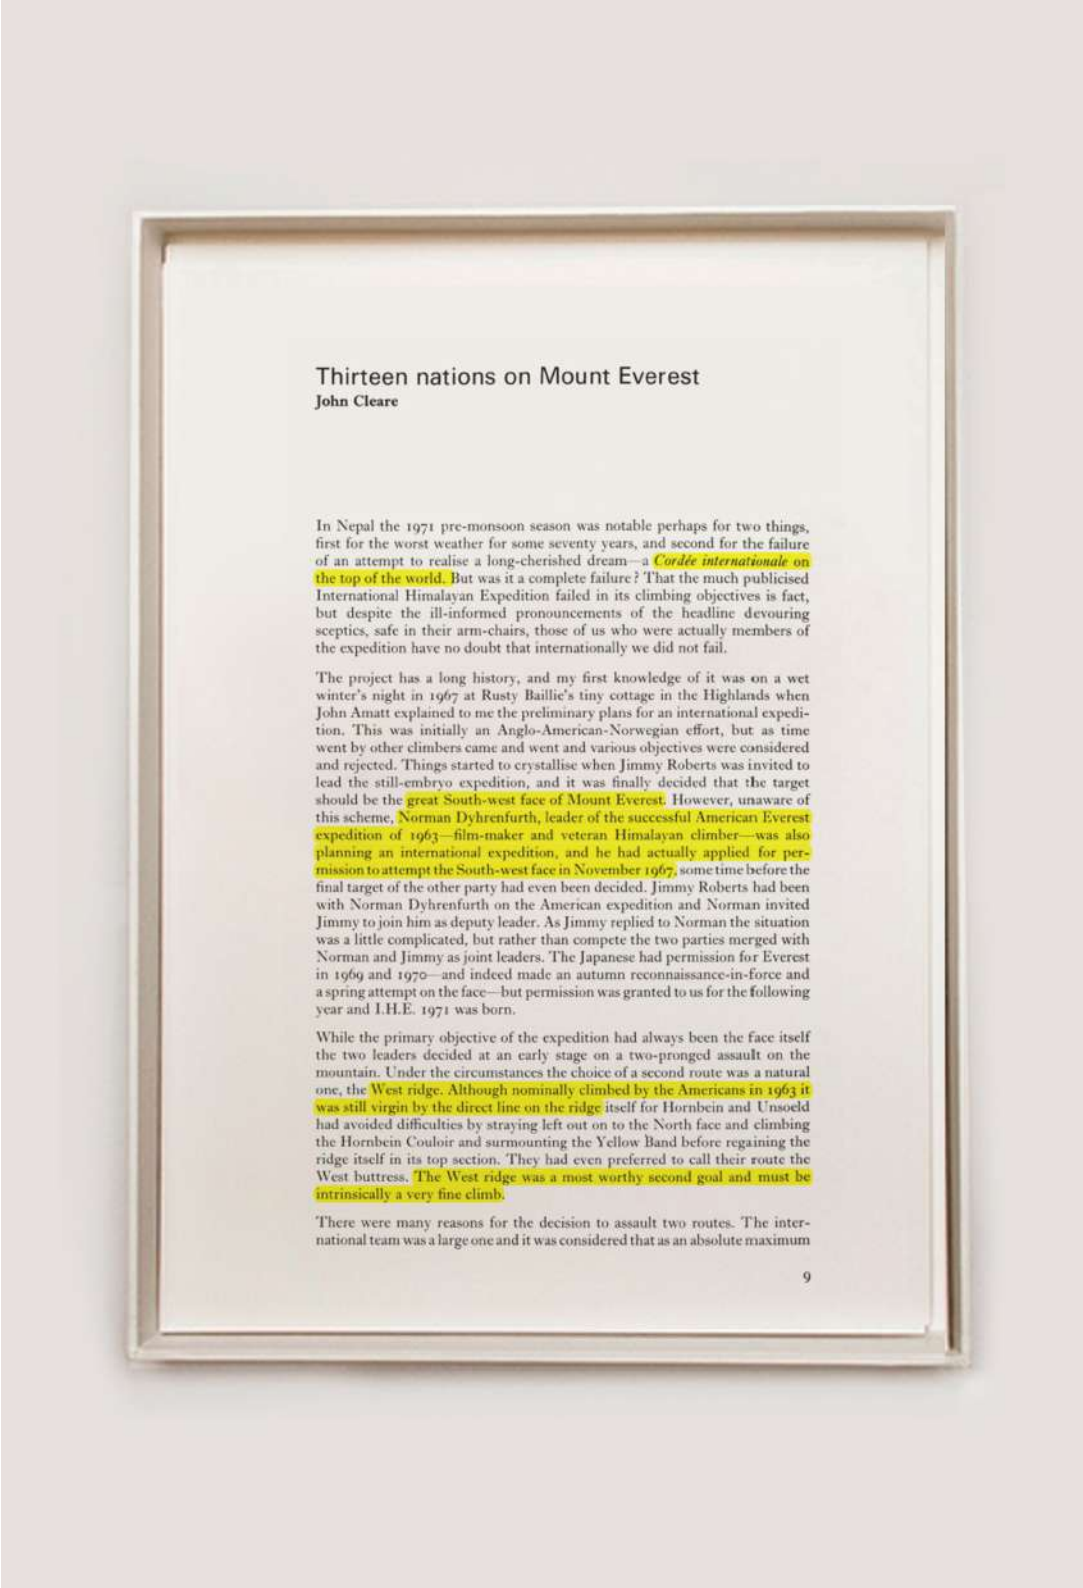 Thirteen nations on Mount Everest
John Cleare
In Nepal the 1971 pre-monsoon season was notable perhaps for two things,
first for the worst weather for some seventy years, and second for the failure
of an attempt to realise a long-cherished dream—a Cordée internationale on
the top of the world. But was it a complete failure? That the much publicised
International Himalayan Expedition failed in its climbing objectives is fact,
but despite the ill-informed pronouncements of the headline devouring
sceptics, safe in their arm-chairs, those of us who were actually members of
the expedition have no doubt that internationally we did not fail.
The project has a long history, and my first knowledge of it was on a wet
winter's night in 1967 at Rusty Baillie's tiny cottage in the Highlands when
John Amatt explained to me the preliminary plans for an international expedi-
tion. This was initially an Anglo-American-Norwegian effort, but as time
went by other climbers came and went and various objectives were considered
and rejected. Things started to crystallise when Jimmy Roberts was invited to
lead the still-embryo expedition, and it was finally decided that the target
should be the great South-west face of Mount Everest. However, unaware of
this scheme, Norman Dyhrenfurth, leader of the successful American Everest
expedition of 1963—film-maker and veteran Himalayan climber—was also
planning an international expedition, and he had actually applied for per-
mission to attempt the South-west face in November 1967, some time before the
final target of the other party had even been decided. Jimmy Roberts had been
with Norman Dyhrenfurth on the American expedition and Norman invited
Jimmy to join him as deputy leader. As Jimmy replied to Norman the situation
was a little complicated, but rather than compete the two parties merged with
Norman and Jimmy as joint leaders. The Japanese had permission for Everest
in 1969 and 1970—and indeed made an autumn reconnaissance-in-force and
a spring attempt on the face—but permission was granted to us for the following
year and I.H.E. 1971 was born.
While the primary objective of the expedition had always been the face itself
the two leaders decided at an early stage on a two-pronged assault on the
mountain. Under the circumstances the choice of a second route was a natural
one, the West ridge. Although nominally climbed by the Americans in 1963 it
was still virgin by the direct line on the ridge itself for Hornbein and Unsoeld
had avoided difficulties by straying left out on to the North face and climbing
the Hornbein Couloir and surmounting the Yellow Band before regaining the
ridge itself in its top section. They had even preferred to call their route the
West buttress. The West ridge was a most worthy second goal and must be
intrinsically a very fine climb.
There were many reasons for the decision to assault two routes. The inter-
national team was a large one and it was considered that as an absolute maximum
9